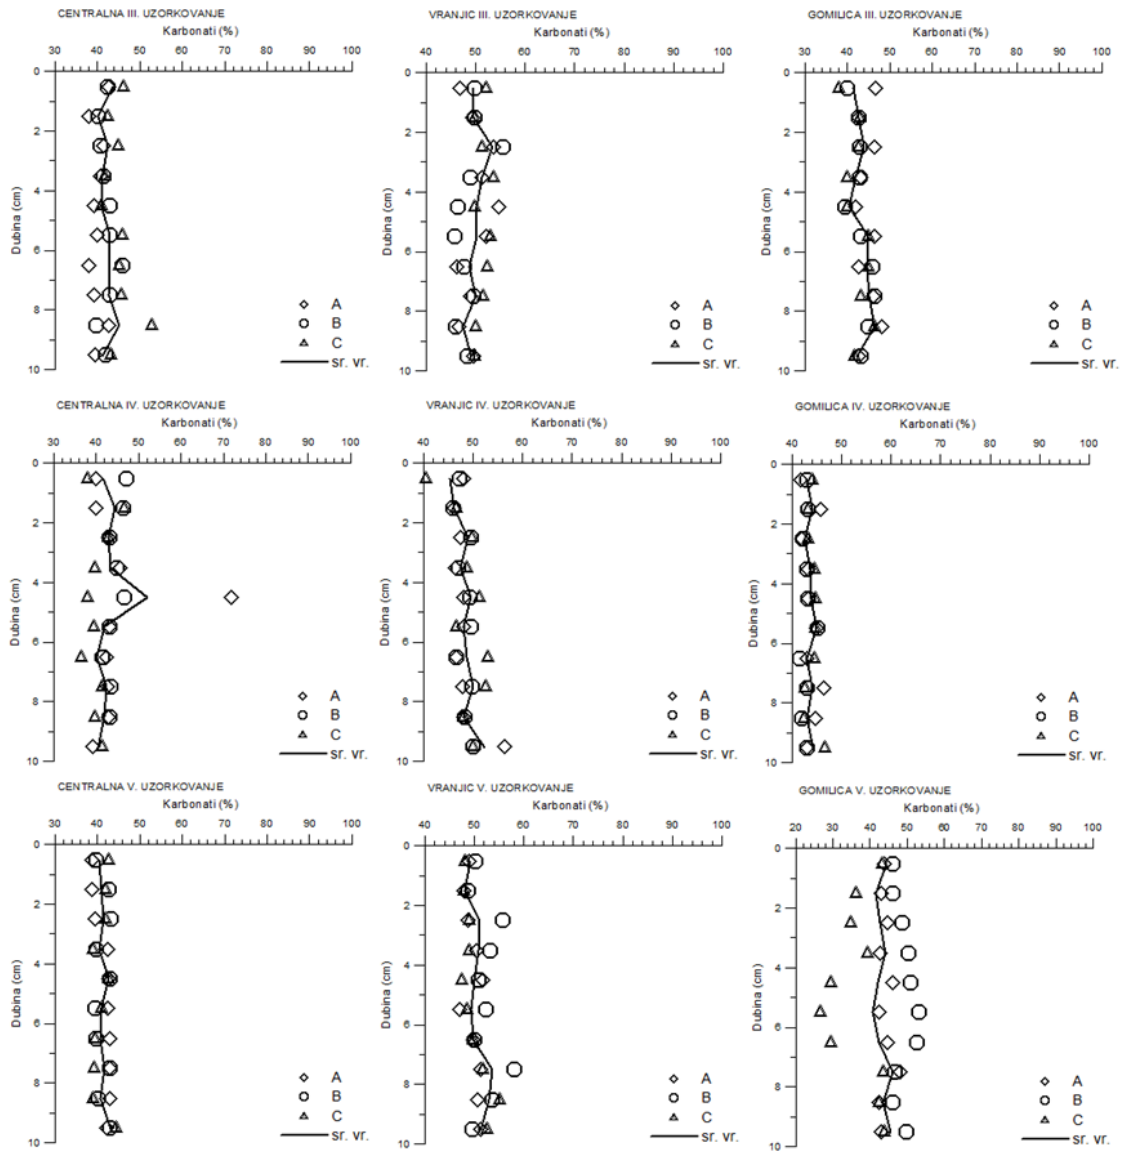 CENTRALNA III. UZORKOVANJE
Karbonati (%)
30 40 50 60 70 80 90 100
0
2
4
6
8
10
Dubina (cm)
A
B
C
sr. vr.
VRANJIC III. UZORKOVANJE
Karbonati (%)
40 50 60 70 80 90 100
0
2
4
6
8
10
Dubina (cm)
A
B
C
sr. vr.
GOMILICA III. UZORKOVANJE
Karbonati (%)
30 40 50 60 70 80 90 100
0
2
4
6
8
10
Dubina (cm)
A
B
C
sr. vr.
CENTRALNA IV. UZORKOVANJE
Karbonati (%)
30 40 50 60 70 80 90 100
0
2
4
6
8
10
Dubina (cm)
A
B
C
sr. vr.
VRANJIC IV. UZORKOVANJE
Karbonati (%)
40 50 60 70 80 90 100
0
2
4
6
8
10
Dubina (cm)
A
B
C
sr. vr.
GOMILICA IV. UZORKOVANJE
Karbonati (%)
40 50 60 70 80 90 100
0
2
4
6
8
10
Dubina (cm)
A
B
C
sr. vr.
CENTRALNA V. UZORKOVANJE
Karbonati (%)
30 40 50 60 70 80 90 100
0
2
4
6
8
10
Dubina (cm)
A
B
C
sr. vr.
VRANJIC V. UZORKOVANJE
Karbonati (%)
40 50 60 70 80 90 100
0
2
4
6
8
10
Dubina (cm)
A
B
C
sr. vr.
GOMILICA V. UZORKOVANJE
Karbonati (%)
20 30 40 50 60 70 80 90 100
0
2
4
6
8
10
Dubina (cm)
A
B
C
sr. vr.